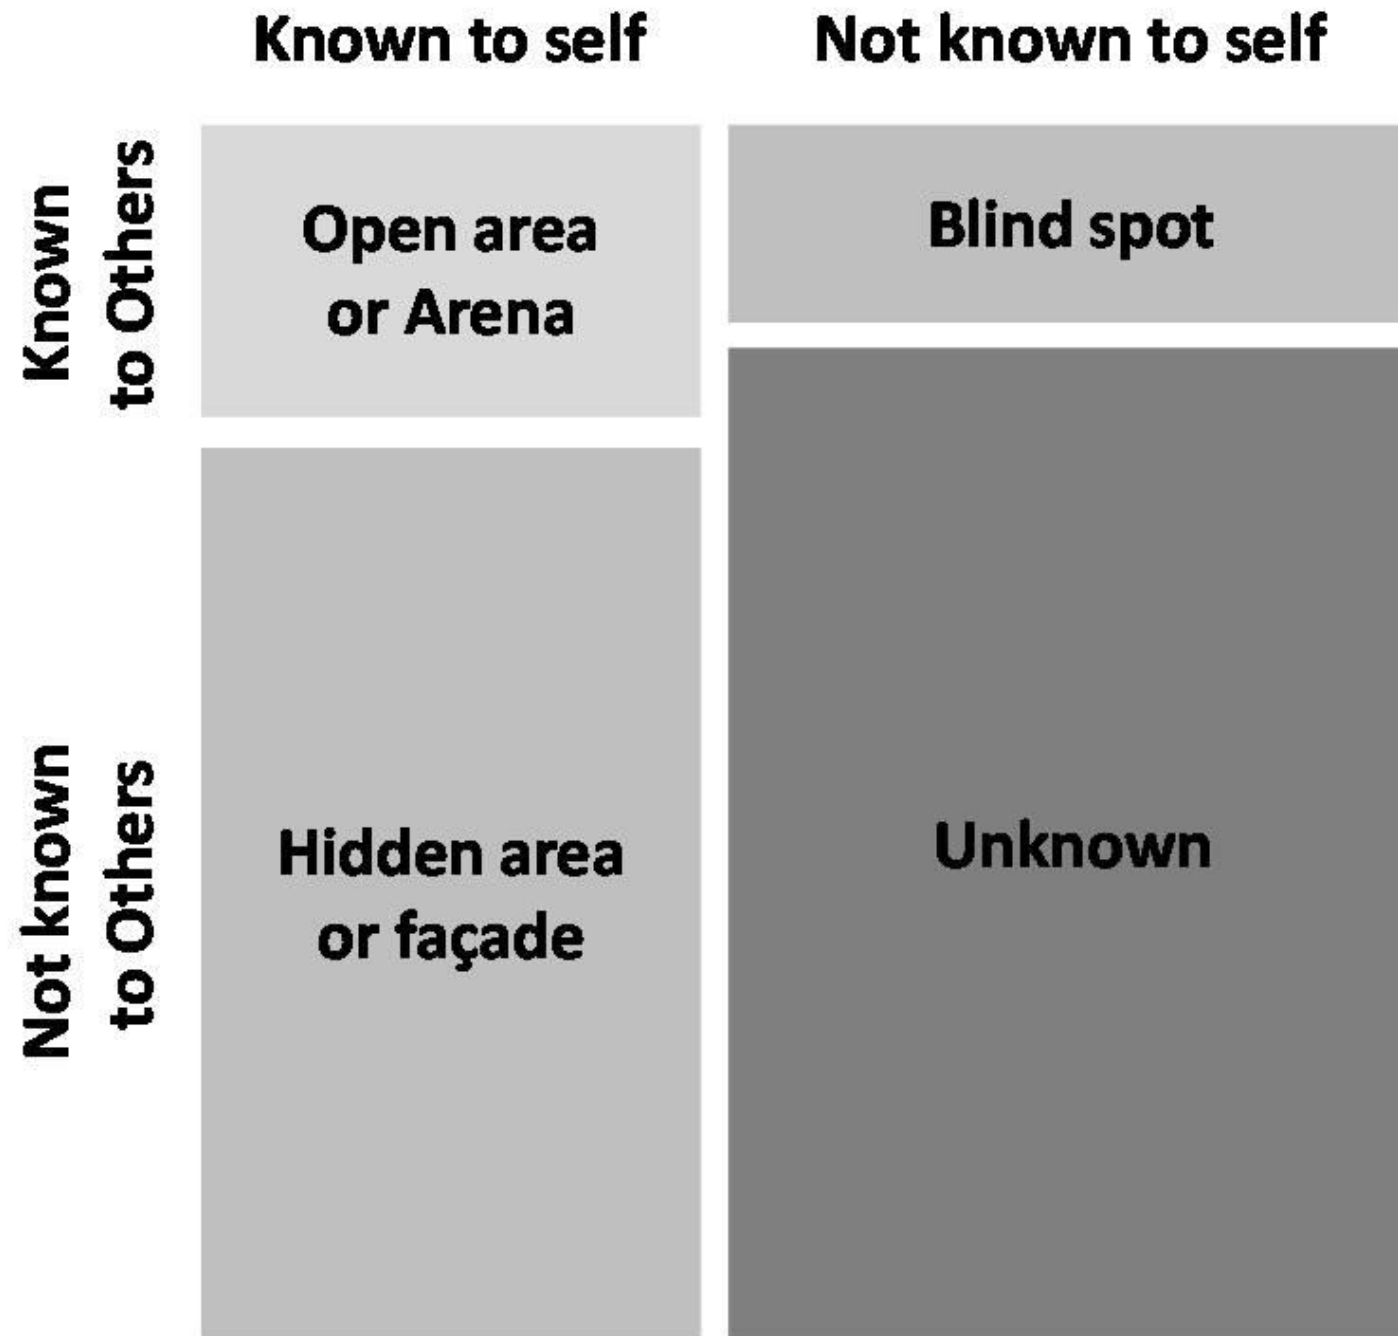 Known to self
Not known to self
Known
to Others
Open area
or Arena
Blind spot
Not known
to Others
Hidden area
or façade
Unknown